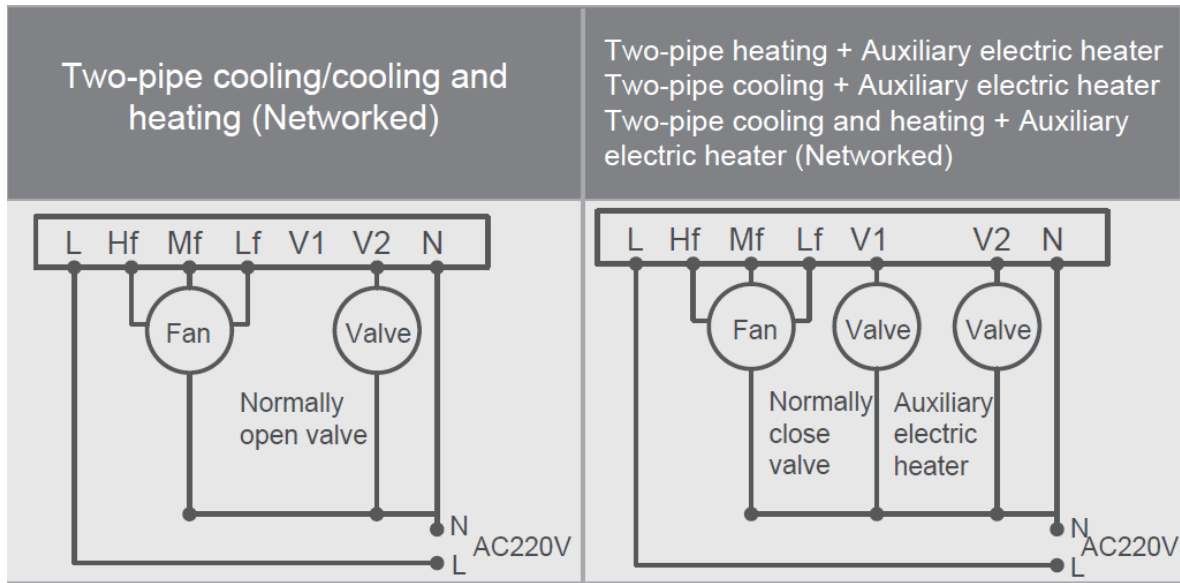 Two-pipe cooling/cooling and
heating (Networked)
Two-pipe heating + Auxiliary electric heater
Two-pipe cooling + Auxiliary electric heater
Two-pipe cooling and heating + Auxiliary
electric heater (Networked)
L Hf Mf Lf V1 V2 N
Fan Valve
Normally
open valve
N
AC220V
L
L Hf Mf Lf V1 V2 N
Fan Valve Valve
Normally
close
valve
Auxiliary
electric
heater
N
AC220V
L